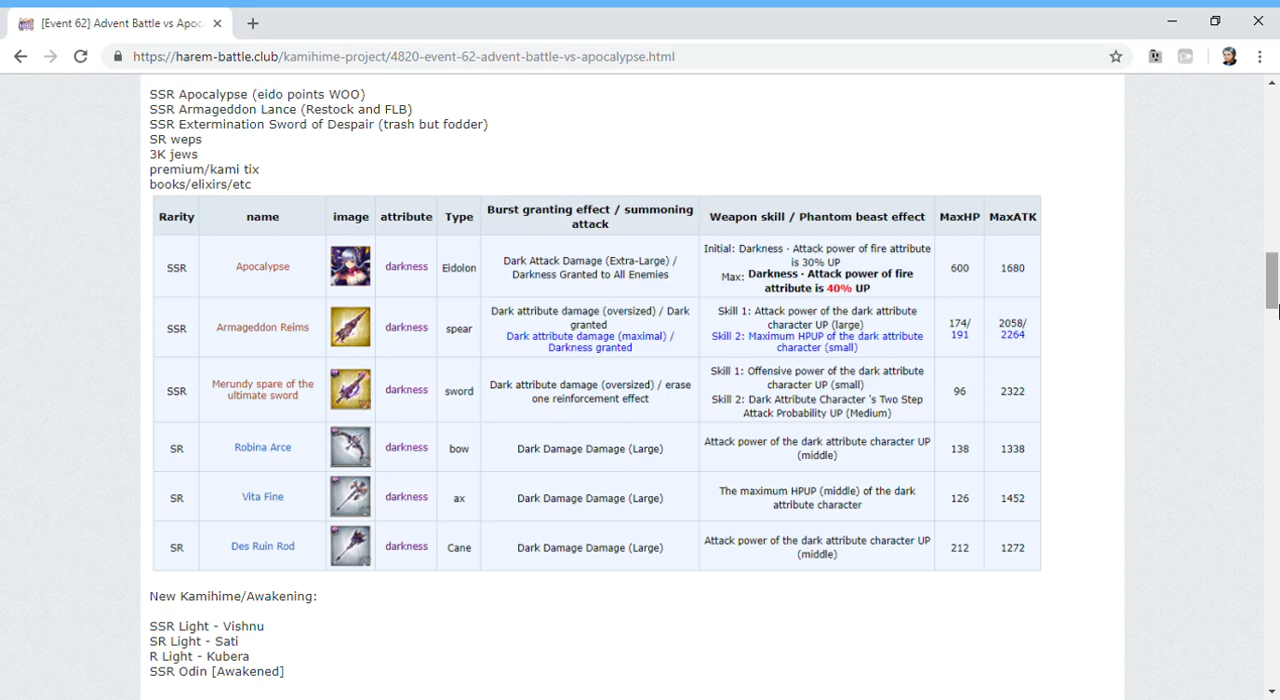 [Event 62] Advent Battle vs Apoc
https://harem-battle.club/kamihime-project/4820-event-62-advent-battle-vs-apocalypse.html
SSR Apocalypse (eido points WOO)
SSR Armageddon Lance (Restock and FLB)
SSR Extermination Sword of Despair (trash but fodder)
SR weps
3K jews
premium/kami tix
books/elixirs/etc
Rarity name image attribute Type Burst granting effect / summoning attack Weapon skill / Phantom beast effect MaxHP MaxATK
SSR Apocalypse darkness Eidolon Dark Attack Damage (Extra-Large) / Darkness Granted to All Enemies Initial: Darkness · Attack power of fire attribute is 30% UP Max: Darkness · Attack power of fire attribute is 40% UP 600 1680
SSR Armageddon Reims darkness spear Dark attribute damage (oversized) / Dark granted Dark attribute damage (maximal) / Darkness granted Skill 1: Attack power of the dark attribute character UP (large) Skill 2: Maximum HPUP of the dark attribute character (small) 174/ 191 2058/ 2264
SSR Merundy spare of the ultimate sword darkness sword Dark attribute damage (oversized) / erase one reinforcement effect Skill 1: Offensive power of the dark attribute character UP (small) Skill 2: Dark Attribute Character 's Two Step Attack Probability UP (Medium) 96 2322
SR Robina Arce darkness bow Dark Damage Damage (Large) Attack power of the dark attribute character UP (middle) 138 1338
SR Vita Fine darkness ax Dark Damage Damage (Large) The maximum HPUP (middle) of the dark attribute character 126 1452
SR Des Ruin Rod darkness Cane Dark Damage Damage (Large) Attack power of the dark attribute character UP (middle) 212 1272
New Kamihime/Awakening:
SSR Light - Vishnu
SR Light - Sati
R Light - Kubera
SSR Odin [Awakened]